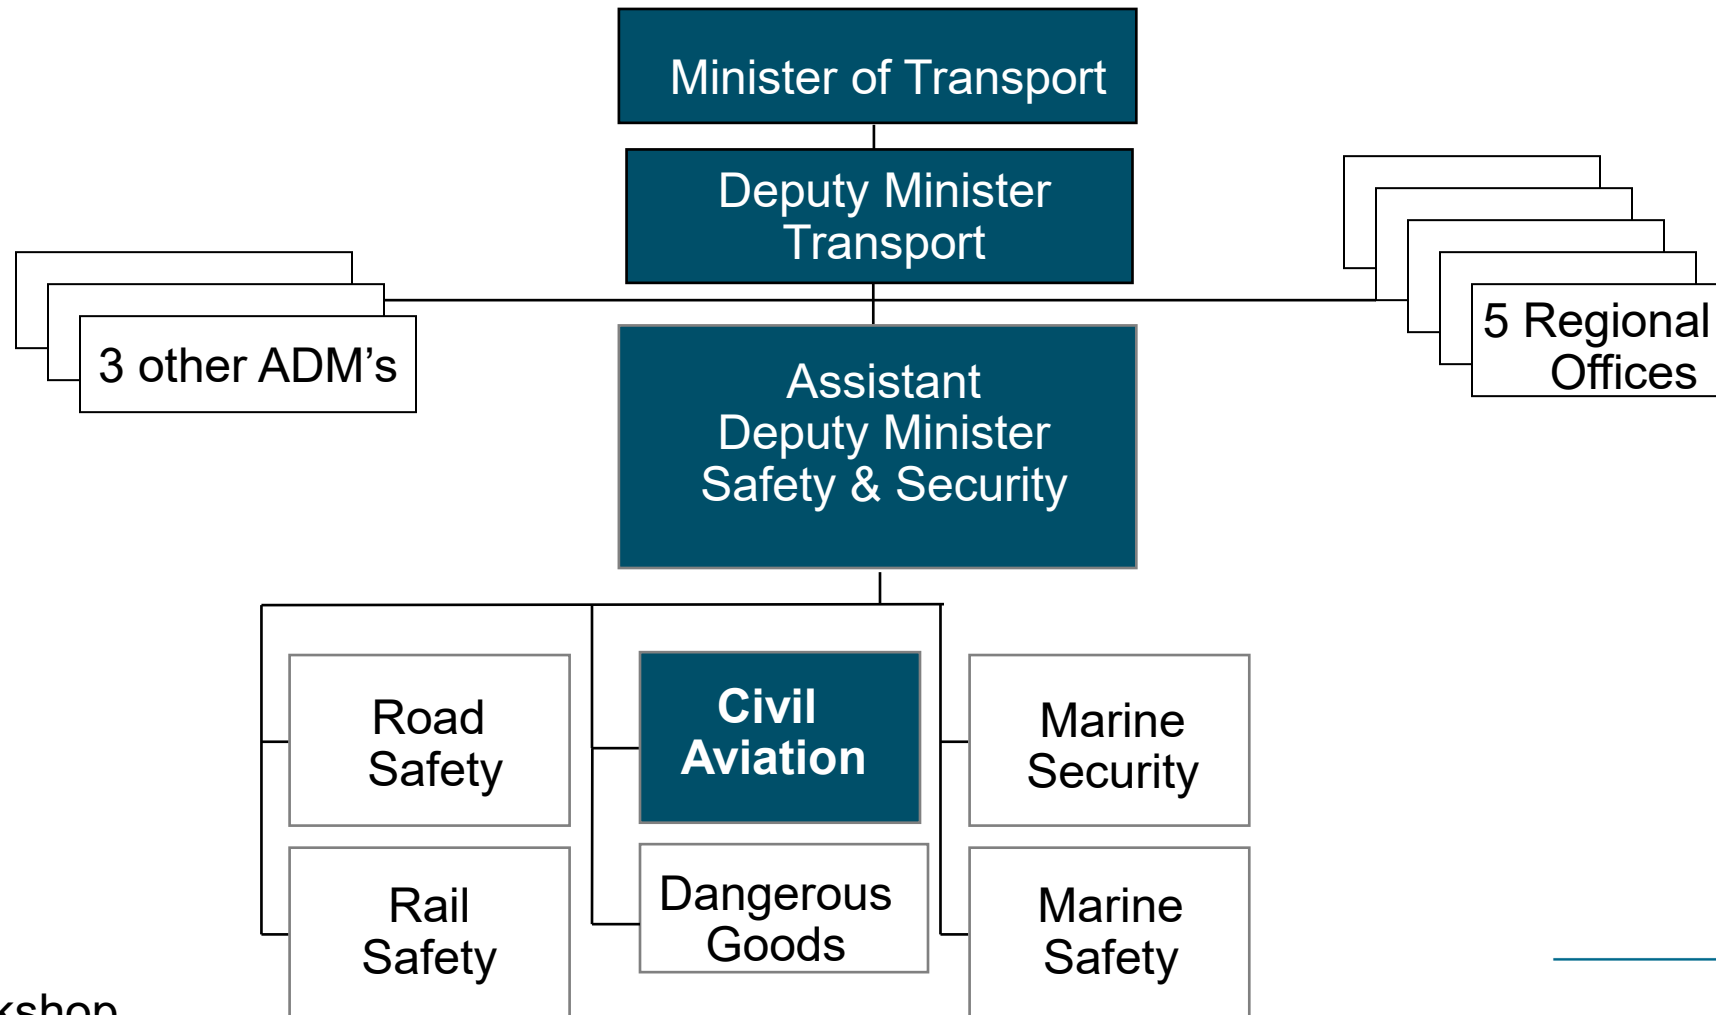 Minister of Transport
Deputy Minister
Transport
3 other ADM’s
5 Regional
Offices
Assistant
Deputy Minister
Safety & Security
Road
Safety
Civil
Aviation
Marine
Security
Rail
Safety
Dangerous
Goods
Marine
Safety